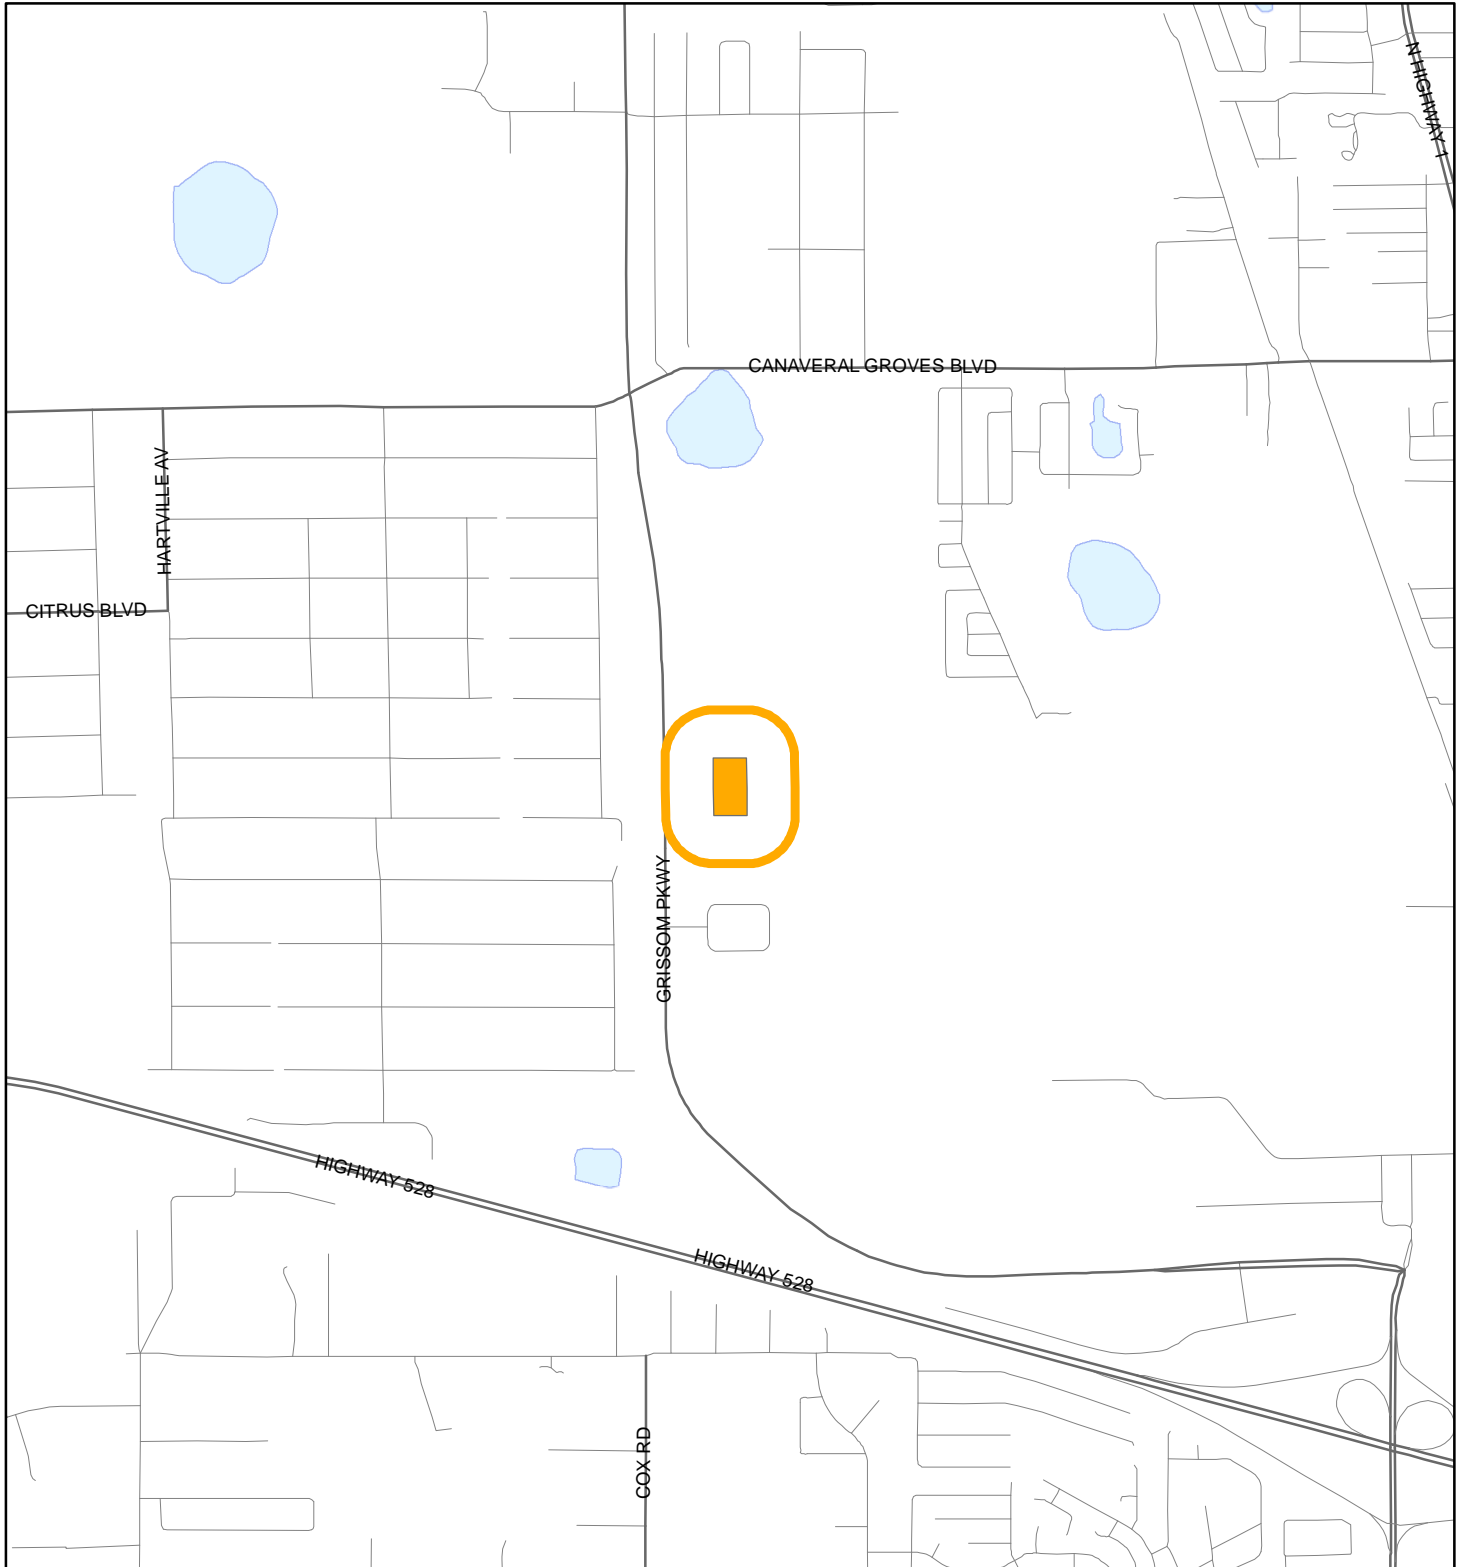 N HIGHWAY 1
CANAVERAL GROVES BLVD
HARTVILLE AV
CITRUS BLVD
GRISSOM PKWY
HIGHWAY 528
HIGHWAY 528
COX RD